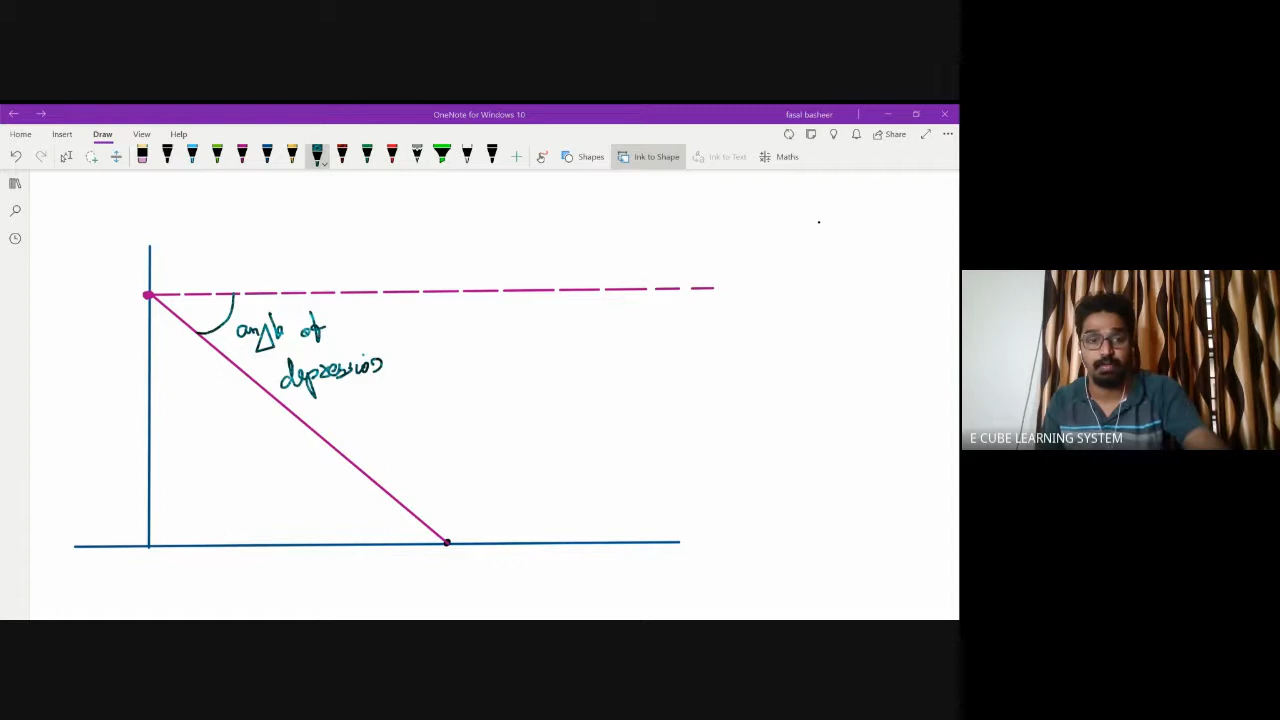 OneNote for Windows 10
fasal basheer
Home Insert Draw View Help
Share
Shapes Ink to Shape Ink to Text Maths
angle of
depression
E CUBE LEARNING SYSTEM